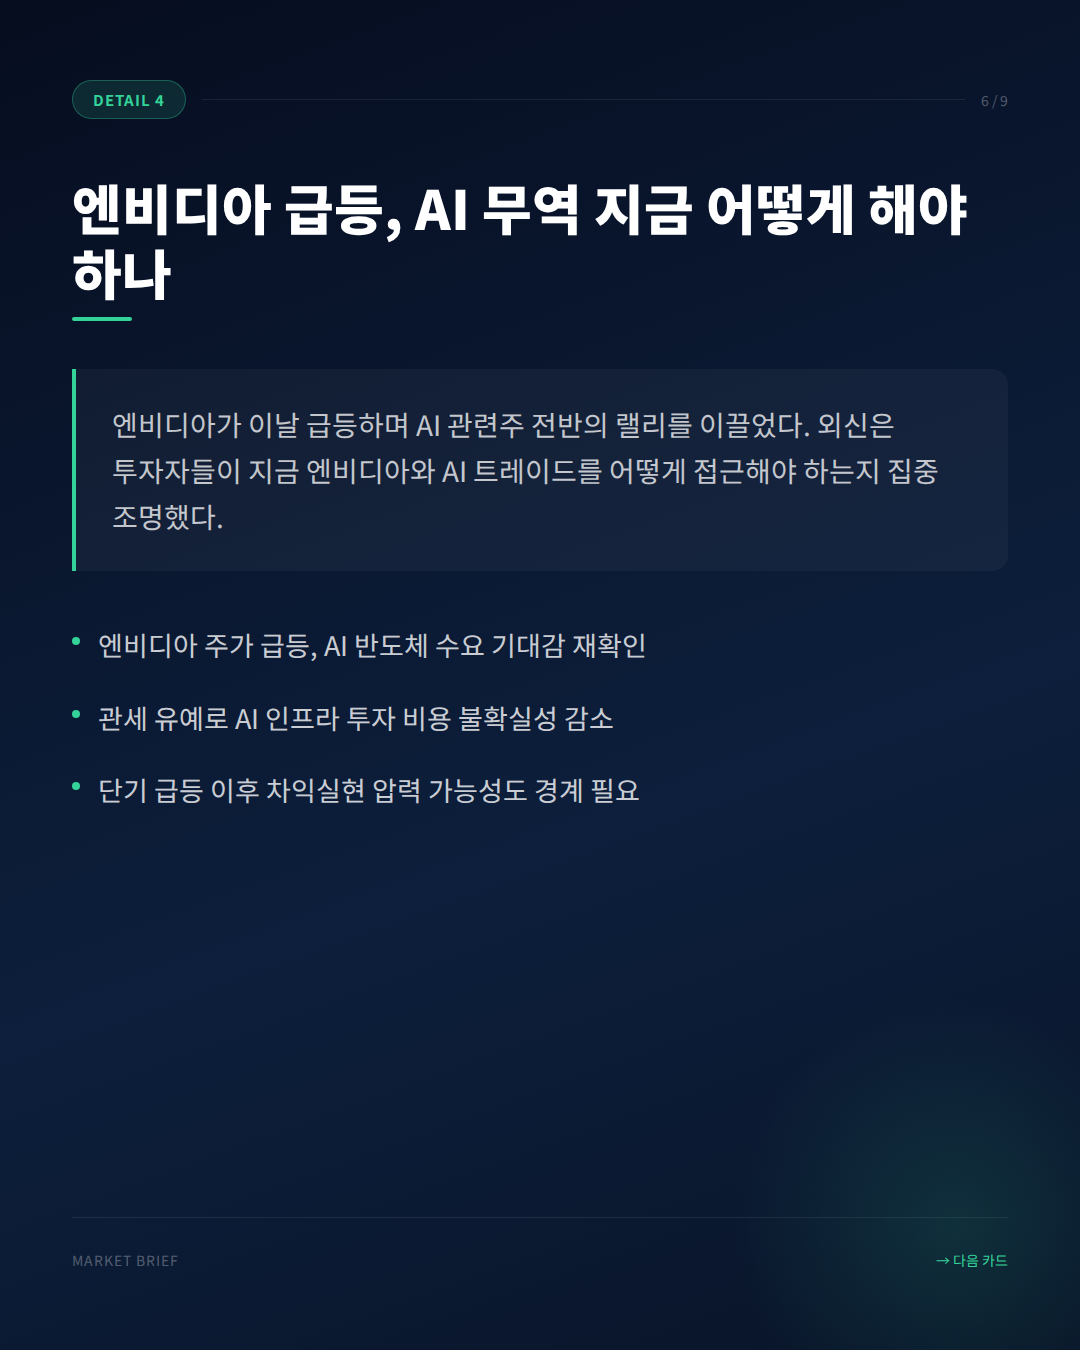 DETAIL 4
6 / 9
엔비디아 급등, AI 무역 지금 어떻게 해야
하나
엔비디아가 이날 급등하며 AI 관련주 전반의 랠리를 이끌었다. 외신은
투자자들이 지금 엔비디아와 AI 트레이드를 어떻게 접근해야 하는지 집중
조명했다.
엔비디아 주가 급등, AI 반도체 수요 기대감 재확인
관세 유예로 AI 인프라 투자 비용 불확실성 감소
단기 급등 이후 차익실현 압력 가능성도 경계 필요
MARKET BRIEF
→ 다음 카드